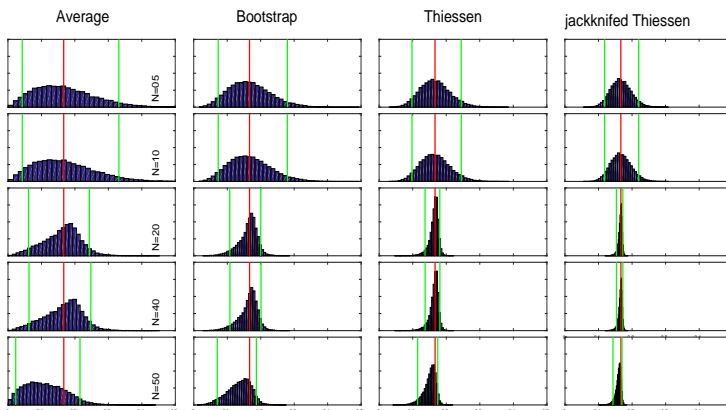 Average
Bootstrap
Thiessen
jackknifed Thiessen
N=05
N=10
N=20
N=40
N=50